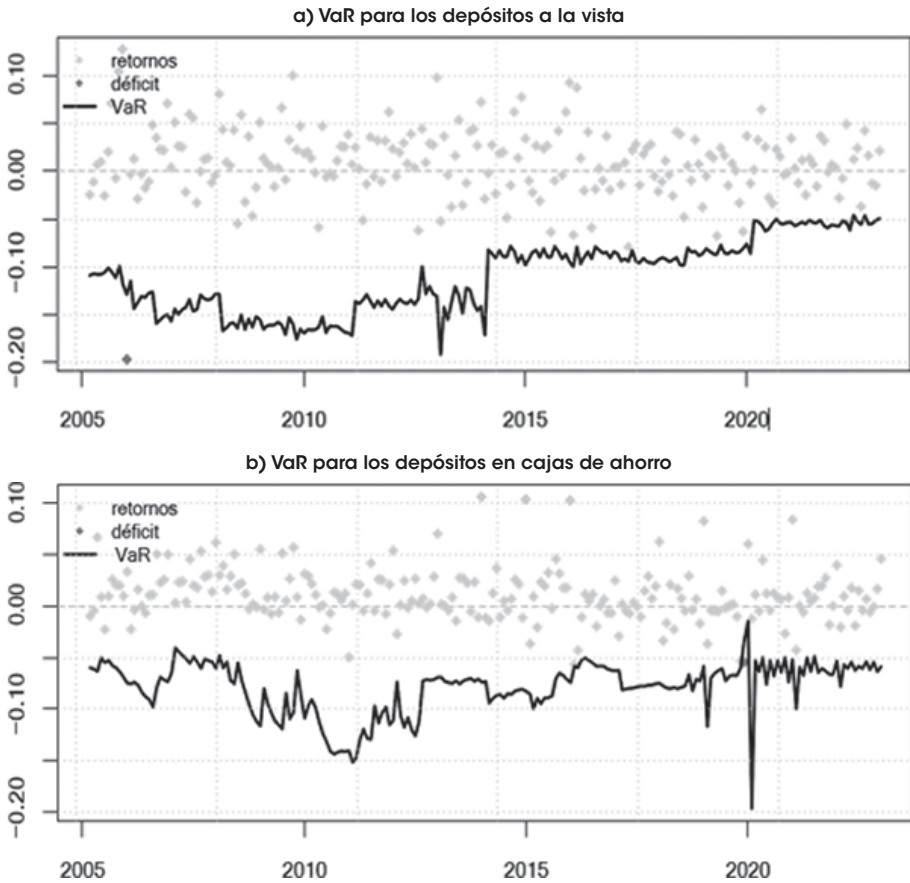 a) VaR para los depósitos a la vista
retornos
déficit
VaR
0.10
0.00
−0.10
−0.20
2005 2010 2015 2020
b) VaR para los depósitos en cajas de ahorro
retornos
déficit
VaR
0.10
0.00
−0.10
−0.20
2005 2010 2015 2020